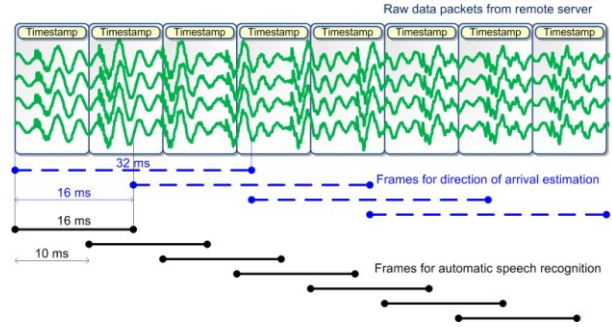 Raw data packets from remote server
Timestamp Timestamp Timestamp Timestamp Timestamp Timestamp Timestamp Timestamp
32 ms
Frames for direction of arrival estimation
16 ms
16 ms
10 ms
Frames for automatic speech recognition